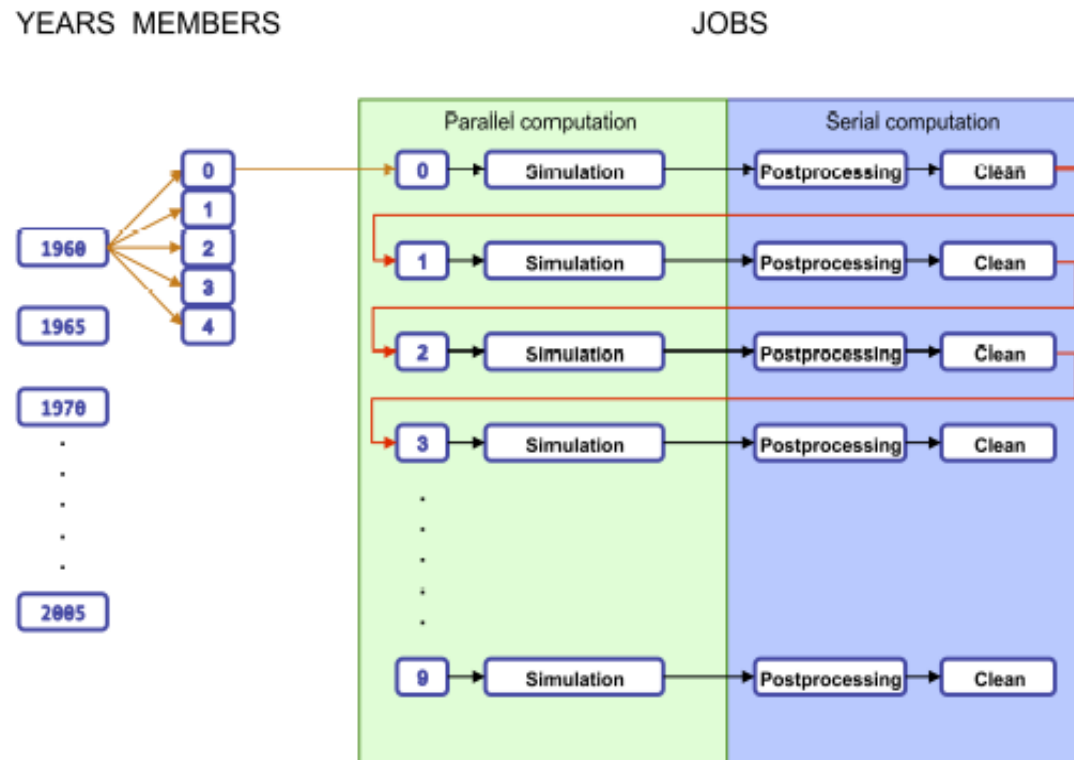 YEARS MEMBERS JOBS
Parallel computation Serial computation
0 0 Simulation Postprocessing Clean
1
1960 2 1 Simulation Postprocessing Clean
3
1965 4 2 Simulation Postprocessing Clean
1970
3 Simulation Postprocessing Clean
2005
9 Simulation Postprocessing Clean